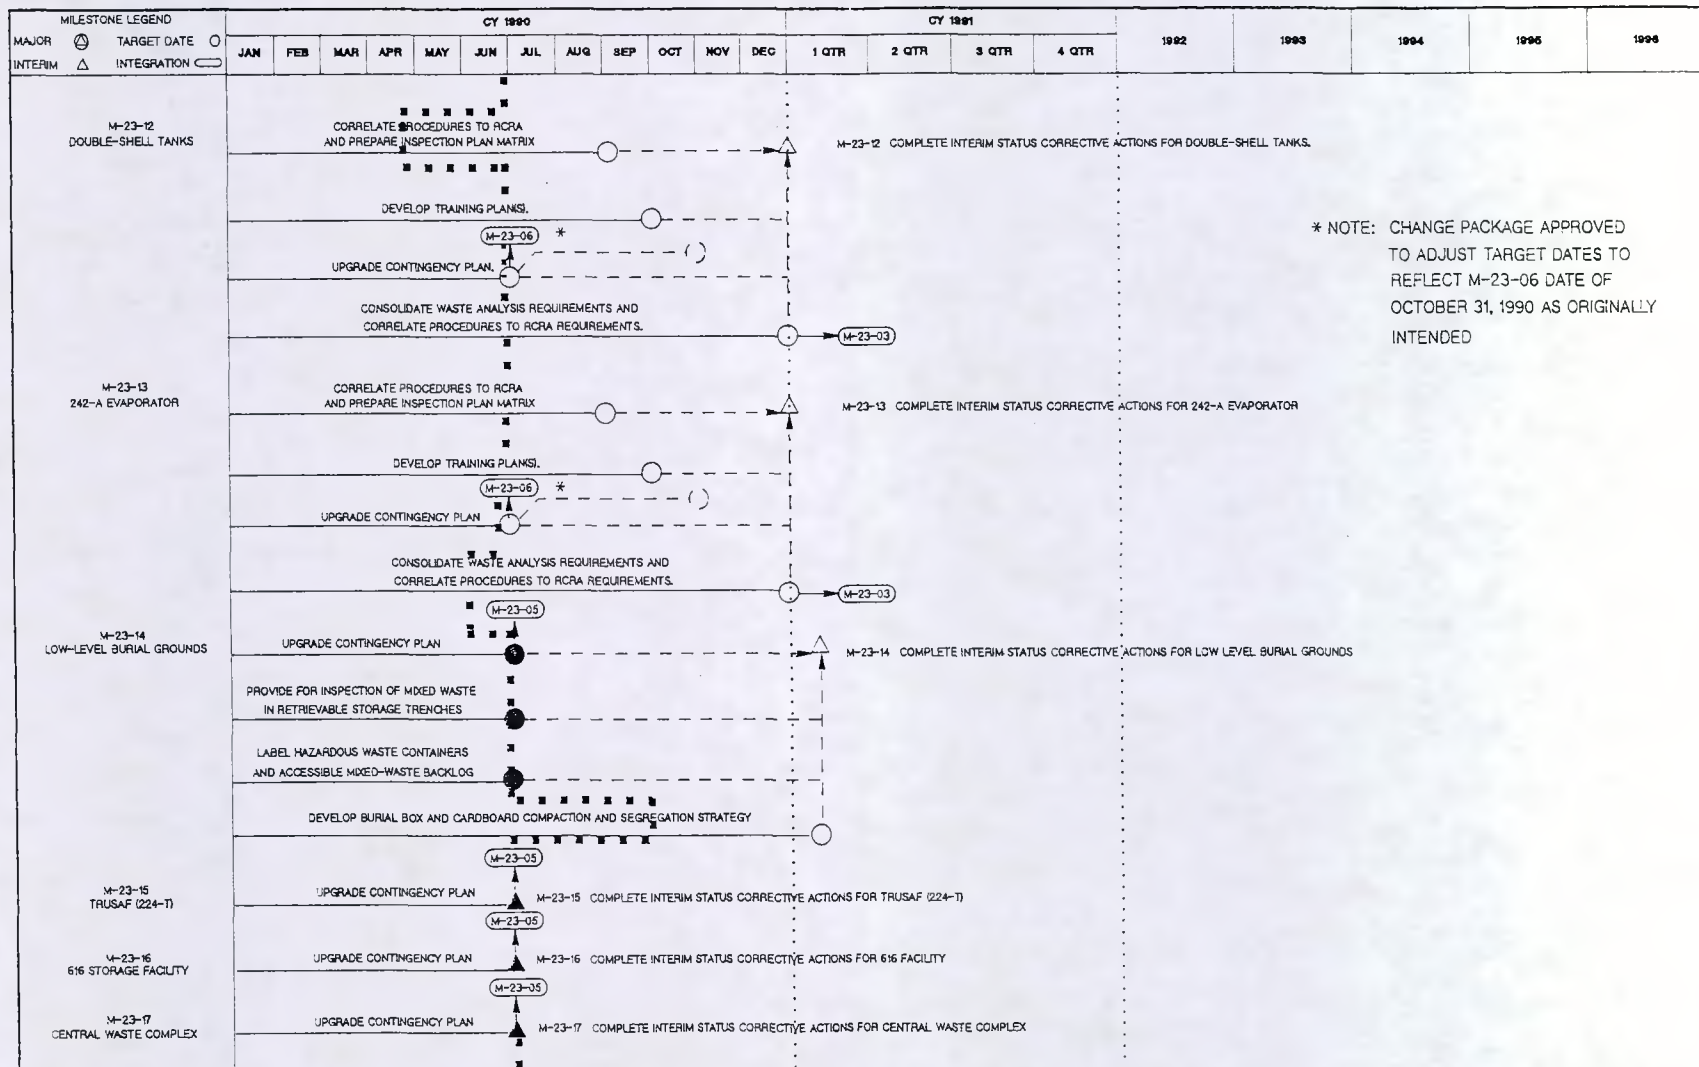 MILESTONE LEGEND
MAJOR TARGET DATE
INTERIM INTEGRATION
CY 1990
JAN FEB MAR APR MAY JUN JUL AUG SEP OCT NOV DEC
CY 1991
1 QTR 2 QTR 3 QTR 4 QTR
1992 1993 1994 1995 1996
M-23-12
DOUBLE-SHELL TANKS
CORRELATE PROCEDURES TO RCRA
AND PREPARE INSPECTION PLAN MATRIX
M-23-12 COMPLETE INTERIM STATUS CORRECTIVE ACTIONS FOR DOUBLE-SHELL TANKS.
DEVELOP TRAINING PLAN(S).
M-23-06 *
UPGRADE CONTINGENCY PLAN.
CONSOLIDATE WASTE ANALYSIS REQUIREMENTS AND
CORRELATE PROCEDURES TO RCRA REQUIREMENTS.
M-23-03
* NOTE: CHANGE PACKAGE APPROVED
TO ADJUST TARGET DATES TO
REFLECT M-23-06 DATE OF
OCTOBER 31, 1990 AS ORIGINALLY
INTENDED
M-23-13
242-A EVAPORATOR
CORRELATE PROCEDURES TO RCRA
AND PREPARE INSPECTION PLAN MATRIX
M-23-13 COMPLETE INTERIM STATUS CORRECTIVE ACTIONS FOR 242-A EVAPORATOR
DEVELOP TRAINING PLAN(S).
M-23-06 *
UPGRADE CONTINGENCY PLAN
CONSOLIDATE WASTE ANALYSIS REQUIREMENTS AND
CORRELATE PROCEDURES TO RCRA REQUIREMENTS.
M-23-03
M-23-14
LOW-LEVEL BURIAL GROUNDS
M-23-05
UPGRADE CONTINGENCY PLAN
M-23-14 COMPLETE INTERIM STATUS CORRECTIVE ACTIONS FOR LOW LEVEL BURIAL GROUNDS
PROVIDE FOR INSPECTION OF MIXED WASTE
IN RETRIEVABLE STORAGE TRENCHES
LABEL HAZARDOUS WASTE CONTAINERS
AND ACCESSIBLE MIXED-WASTE BACKLOG
DEVELOP BURIAL BOX AND CARDBOARD COMPACTION AND SEGREGATION STRATEGY
M-23-05
M-23-15
TRUSAF (224-T)
UPGRADE CONTINGENCY PLAN
M-23-15 COMPLETE INTERIM STATUS CORRECTIVE ACTIONS FOR TRUSAF (224-T)
M-23-05
M-23-16
616 STORAGE FACILITY
UPGRADE CONTINGENCY PLAN
M-23-16 COMPLETE INTERIM STATUS CORRECTIVE ACTIONS FOR 616 FACILITY
M-23-05
M-23-17
CENTRAL WASTE COMPLEX
UPGRADE CONTINGENCY PLAN
M-23-17 COMPLETE INTERIM STATUS CORRECTIVE ACTIONS FOR CENTRAL WASTE COMPLEX